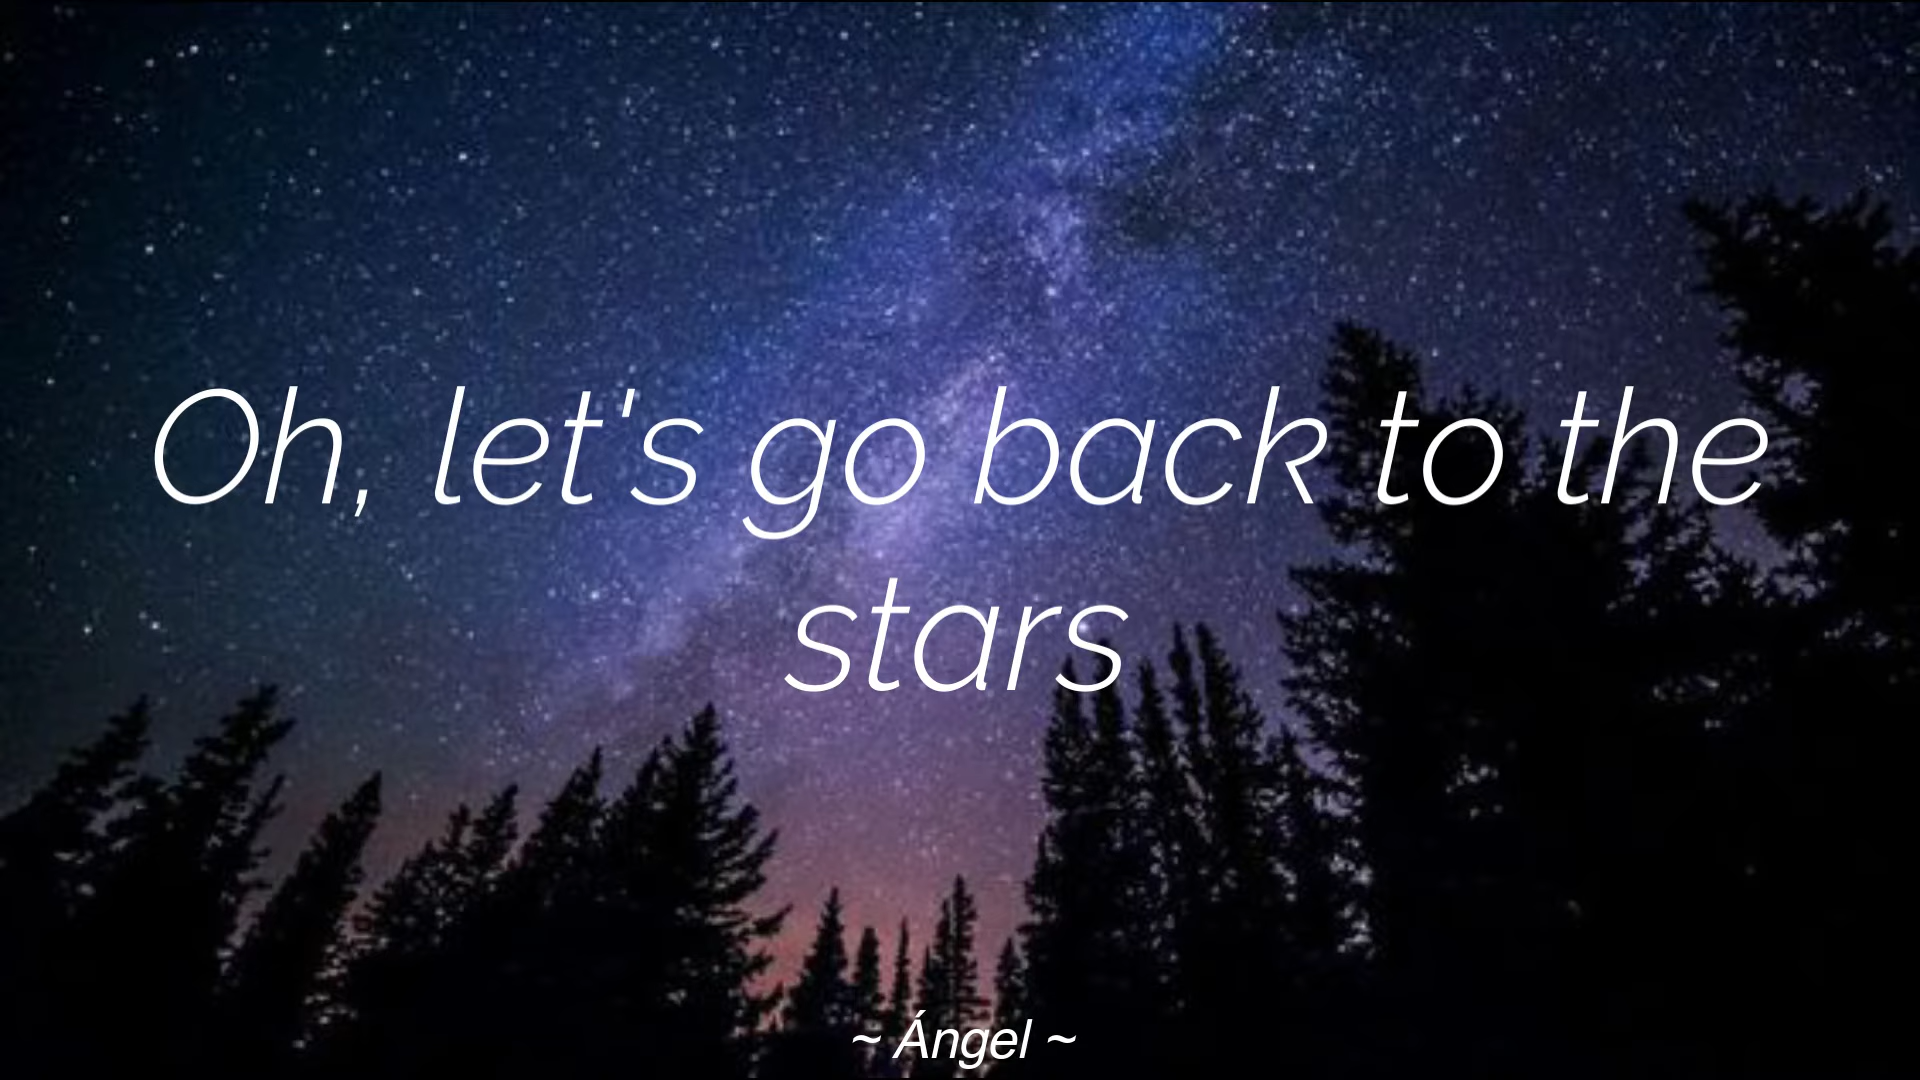 Oh, let's go back to the
stars
~ Ángel ~